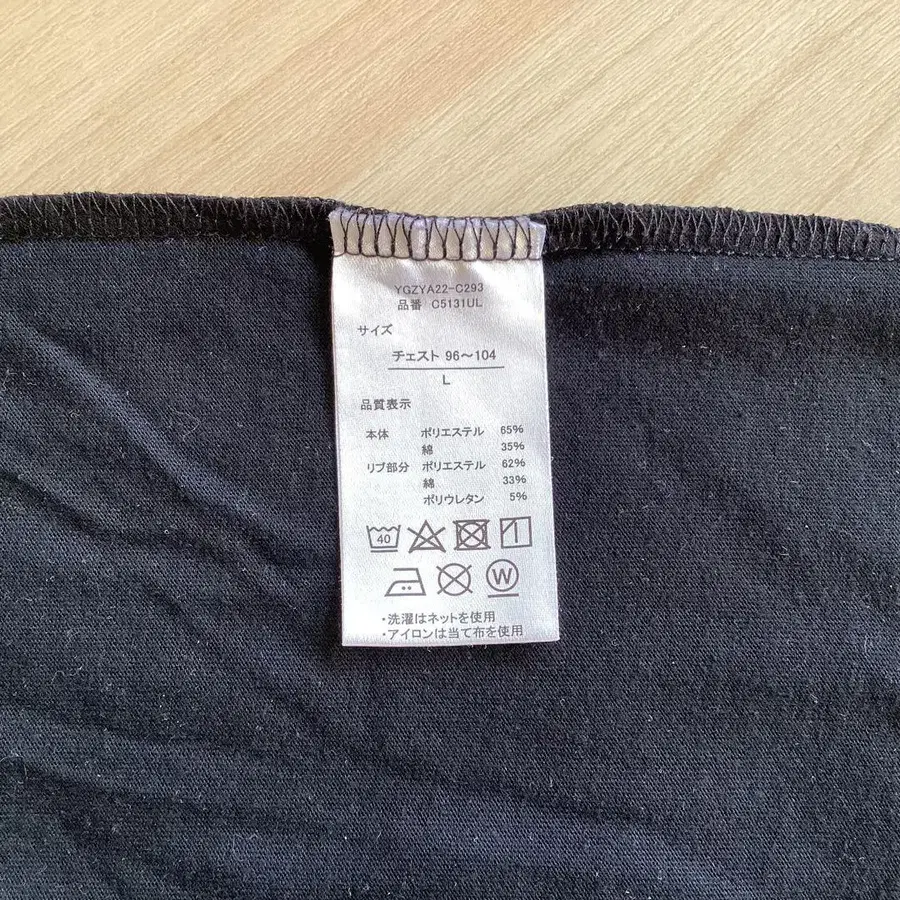 YGZYA22-C293
品番 C5131UL
サイズ
チェスト 96〜104
L
品質表示
本体 ポリエステル 65%
綿 35%
リブ部分 ポリエステル 62%
綿 33%
ポリウレタン 5%
40
W
・洗濯はネットを使用
・アイロンは当て布を使用